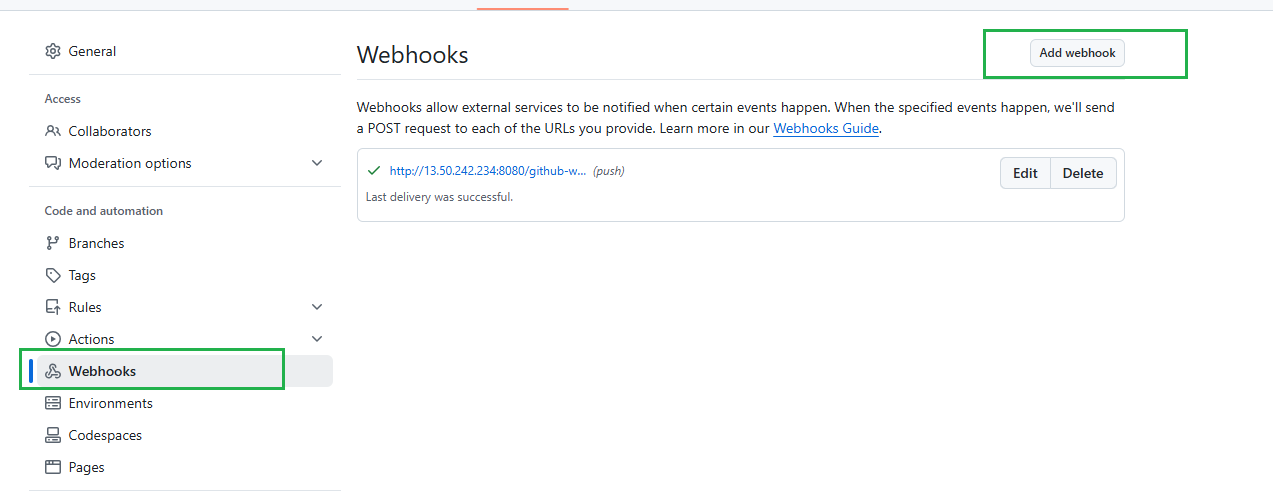 General
Access
Collaborators
Moderation options
Code and automation
Branches
Tags
Rules
Actions
Webhooks
Environments
Codespaces
Pages
Webhooks
Add webhook
Webhooks allow external services to be notified when certain events happen. When the specified events happen, we'll send
a POST request to each of the URLs you provide. Learn more in our Webhooks Guide.
http://13.50.242.234:8080/github-w... (push)
Edit
Delete
Last delivery was successful.